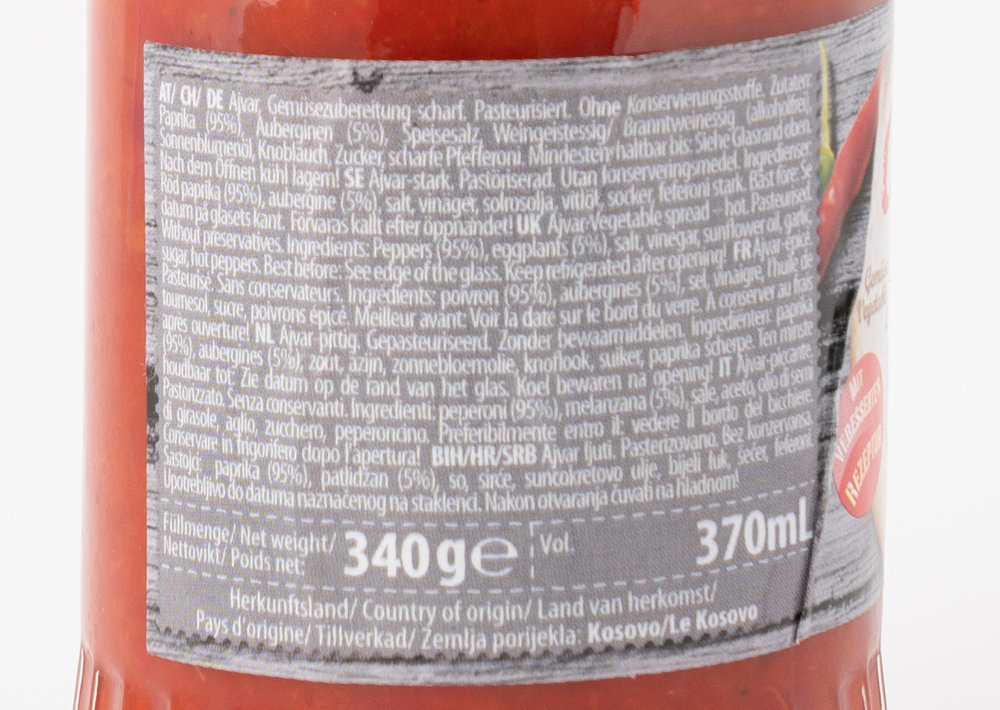 AT/ CH/ DE Ajvar, Gemüsezubereitung scharf. Pasteurisiert. Ohne Konservierungsstoffe. Zutaten:
Paprika (95%), Auberginen (5%), Speisesalz, Weingeistessig/ Branntweinessig (alkoholfrei),
Sonnenblumenöl, Knoblauch, Zucker, scharfe Pfefferoni. Mindesten haltbar bis: Siehe Glasrand oben.
Nach dem Öffnen kühl lagern! SE Ajvar-stark. Pastöriserad. Utan konserveringsmedel. Ingredienser:
Röd paprika (95%), aubergine (5%), salt, vinäger, solrosolja, vitlök, socker, feferoni stark. Bäst före: Se
datum på glasets kant. Förvaras kallt efter öppnandet! UK Ajvar-Vegetable spread – hot. Pasteurised.
Without preservatives. Ingredients: Peppers (95%), eggplants (5%), salt, vinegar, sunflower oil, garlic,
sugar, hot peppers. Best before: See edge of the glass. Keep refrigerated after opening! FR Ajvar-épicé.
Pasteurisé. Sans conservateurs. Ingrédients: poivron (95%), aubergines (5%), sel, vinaigre, l'huile de
tournesol, sucre, poivrons épicé. Meilleur avant: Voir la date sur le bord du verre. A conserver au frais
après ouverture! NL Ajvar pittig. Gepasteuriseerd. Zonder bewaarmiddelen. Ingrediënten: paprika
(95%), aubergines (5%), zout, azijn, zonnebloemolie, knoflook, suiker, paprika scherpe. Ten minste
houdbaar tot: Zie datum op de rand van het glas. Koel bewaren na opening! IT Ajvar-piccante.
Pastorizzato. Senza conservanti. Ingredienti: peperoni (95%), melanzana (5%), sale, aceto, olio di semi
di girasole, aglio, zucchero, peperoncino. Preferibilmente entro il: vedere il bordo del bicchiere.
Conservare in frigorifero dopo l'apertura! BIH/HR/SRB Ajvar ljuti. Pasterizovano. Bez konzervansa.
Sastojci: paprika (95%), patlidžan (5%), so, sirće, suncokretovo ulje, bijeli luk, šećer, feferoni.
Upotrebljivo do datuma naznačenog na staklenci. Nakon otvaranja čuvati na hladnom!
Füllmenge/ Net weight/
Nettovikt/ Poids net: 340 g e Vol. 370mL
Herkunftsland/ Country of origin/ Land van herkomst/
Pays d'origine/ Tillverkad/ Zemlja porijekla: Kosovo/Le Kosovo
MIT
VERBESSERTER
REZEPTUR